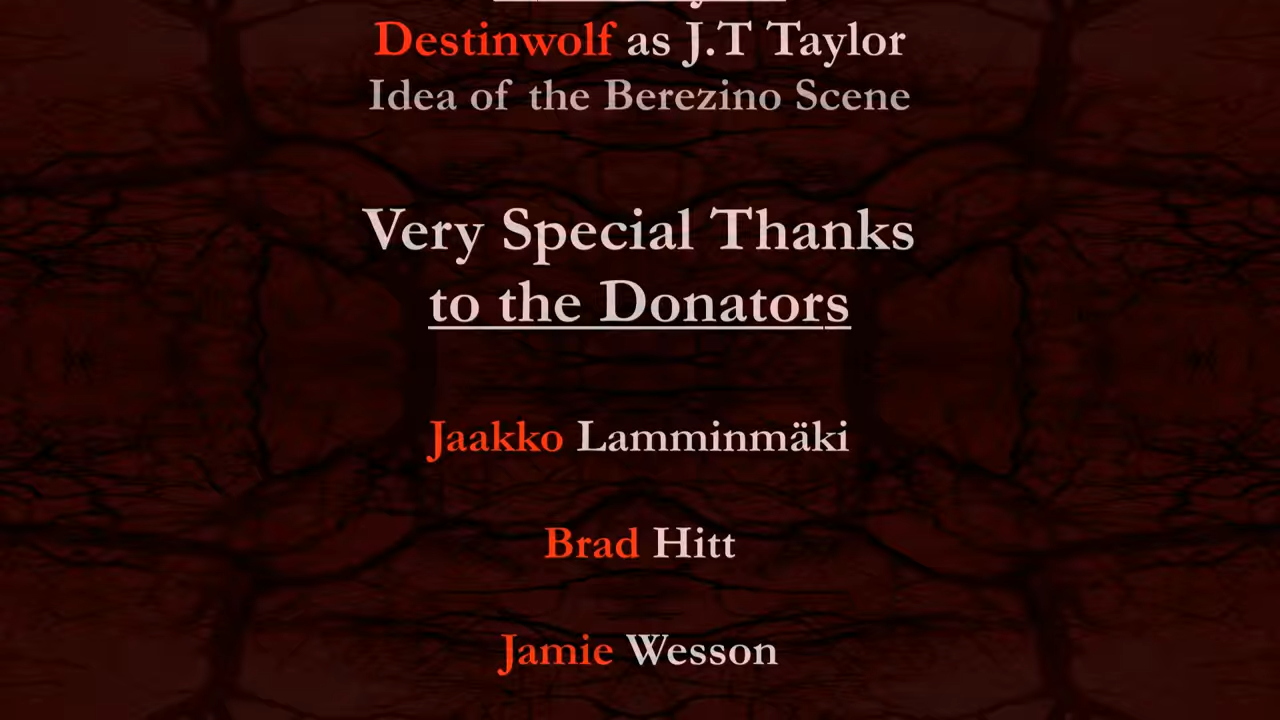 Destinwolf as J.T Taylor
Idea of the Berezino Scene
Very Special Thanks
to the Donators
Jaakko Lamminmäki
Brad Hitt
Jamie Wesson